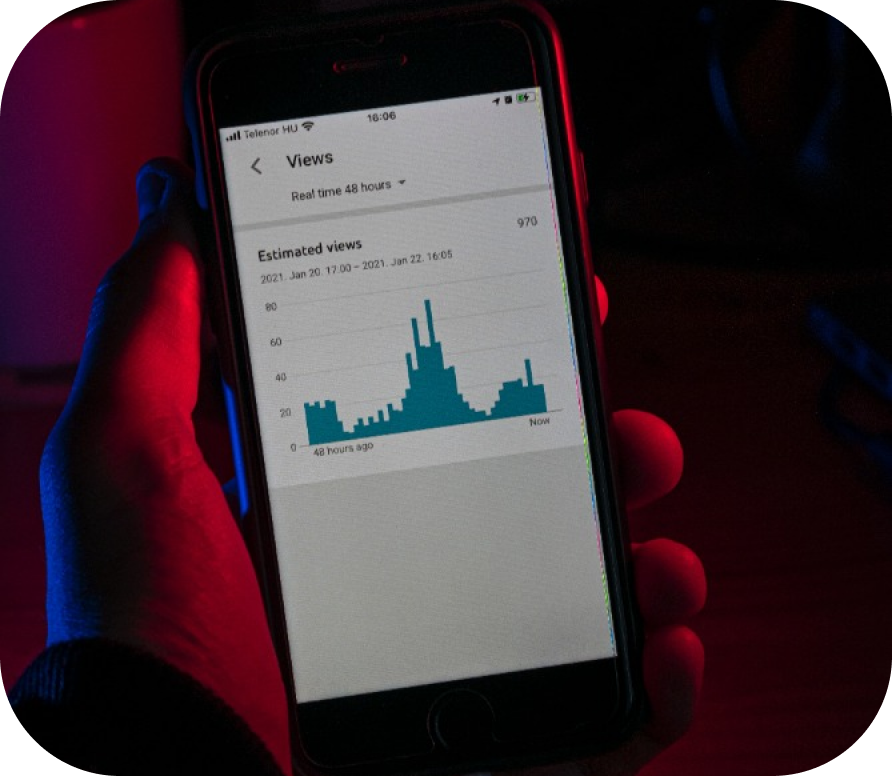 Telenor HU 16:06
Views
Real time 48 hours
Estimated views 970
2021. Jan 20. 17:00 – 2021. Jan 22. 16:05
80
60
40
20
0
48 hours ago Now